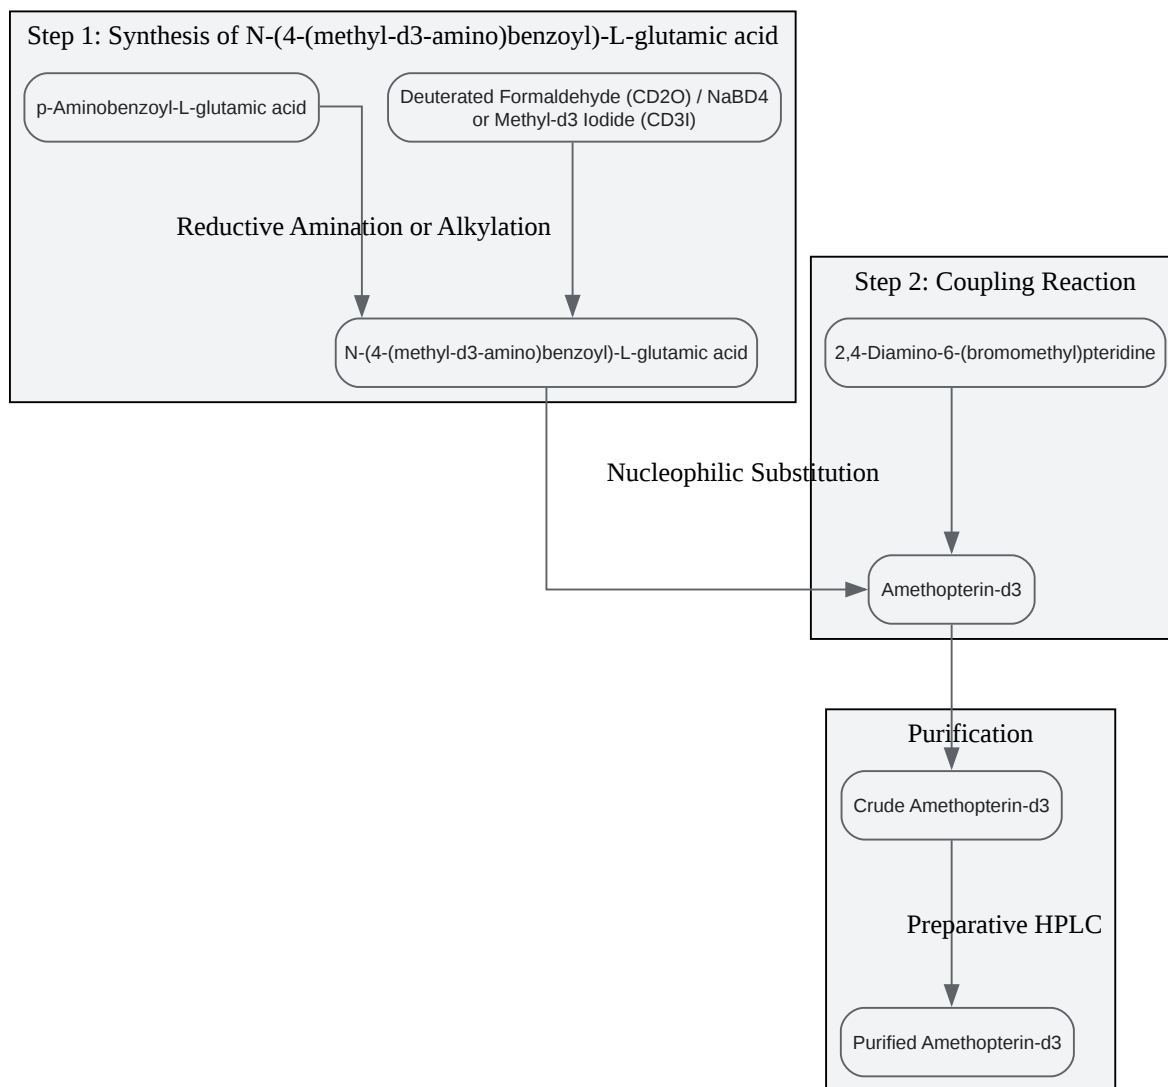 Step 1: Synthesis of N-(4-(methyl-d3-amino)benzoyl)-L-glutamic acid
p-Aminobenzoyl-L-glutamic acid
Deuterated Formaldehyde (CD2O) / NaBD4
or Methyl-d3 Iodide (CD3I)
Reductive Amination or Alkylation
N-(4-(methyl-d3-amino)benzoyl)-L-glutamic acid
Step 2: Coupling Reaction
2,4-Diamino-6-(bromomethyl)pteridine
Nucleophilic Substitution
Amethopterin-d3
Purification
Crude Amethopterin-d3
Preparative HPLC
Purified Amethopterin-d3